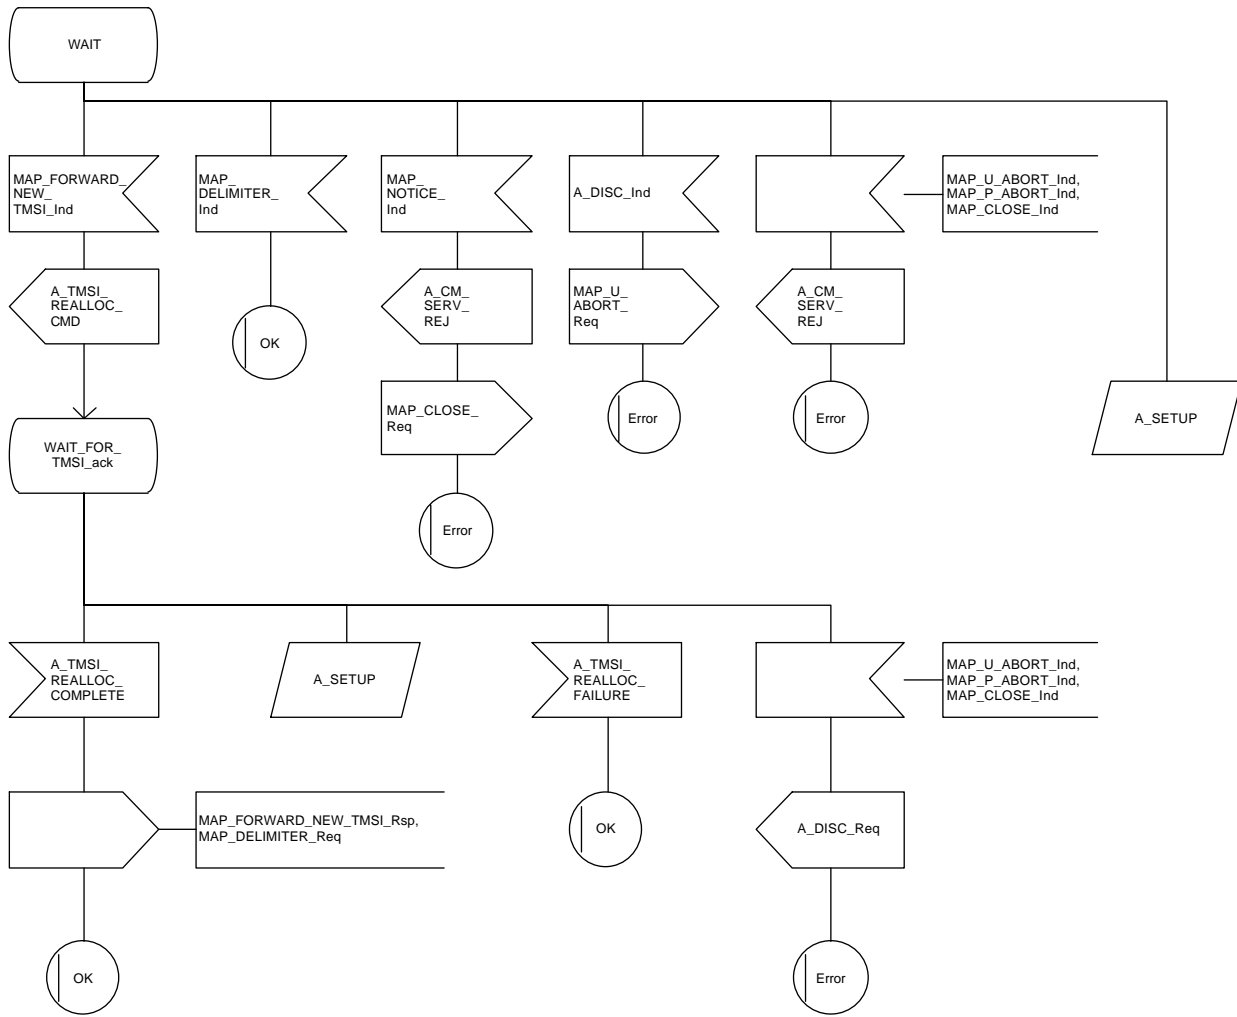 WAIT
MAP_FORWARD_
NEW_
TMSI_Ind
MAP_
DELIMITER_
Ind
MAP_
NOTICE_
Ind
A_DISC_Ind
MAP_U_ABORT_Ind,
MAP_P_ABORT_Ind,
MAP_CLOSE_Ind
A_TMSI_
REALLOC_
CMD
OK
A_CM_
SERV_
REJ
MAP_U_
ABORT_
Req
A_CM_
SERV_
REJ
MAP_CLOSE_
Req
Error
Error
A_SETUP
WAIT_FOR_
TMSI_ack
Error
A_TMSI_
REALLOC_
COMPLETE
A_SETUP
A_TMSI_
REALLOC_
FAILURE
MAP_U_ABORT_Ind,
MAP_P_ABORT_Ind,
MAP_CLOSE_Ind
MAP_FORWARD_NEW_TMSI_Rsp,
MAP_DELIMITER_Req
OK
A_DISC_Req
OK
Error